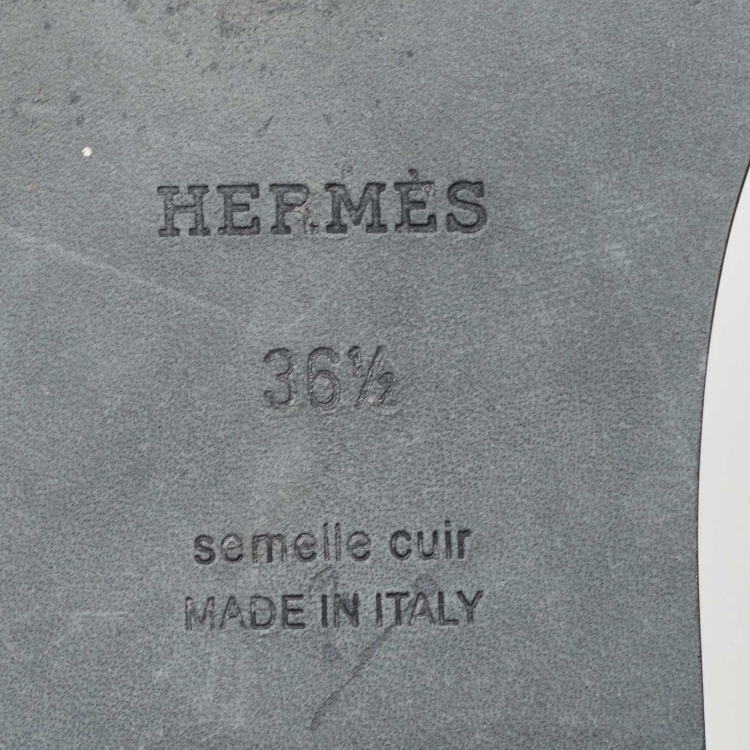 HERMÈS
36½
semelle cuir
MADE IN ITALY